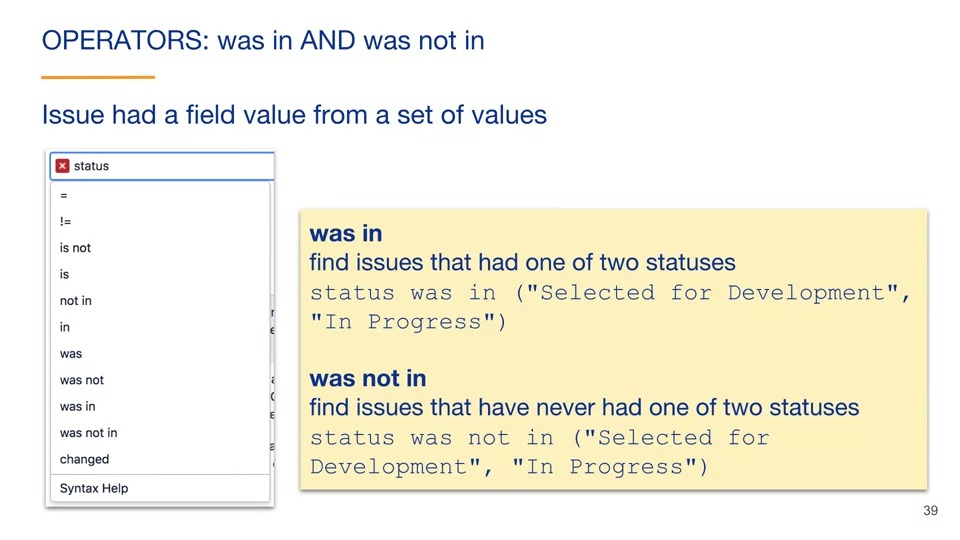 OPERATORS: was in AND was not in
Issue had a field value from a set of values
status
=
!=
is not
is
not in
in
was
was not
was in
was not in
changed
Syntax Help
was in
find issues that had one of two statuses
status was in ("Selected for Development",
"In Progress")
was not in
find issues that have never had one of two statuses
status was not in ("Selected for
Development", "In Progress")
39